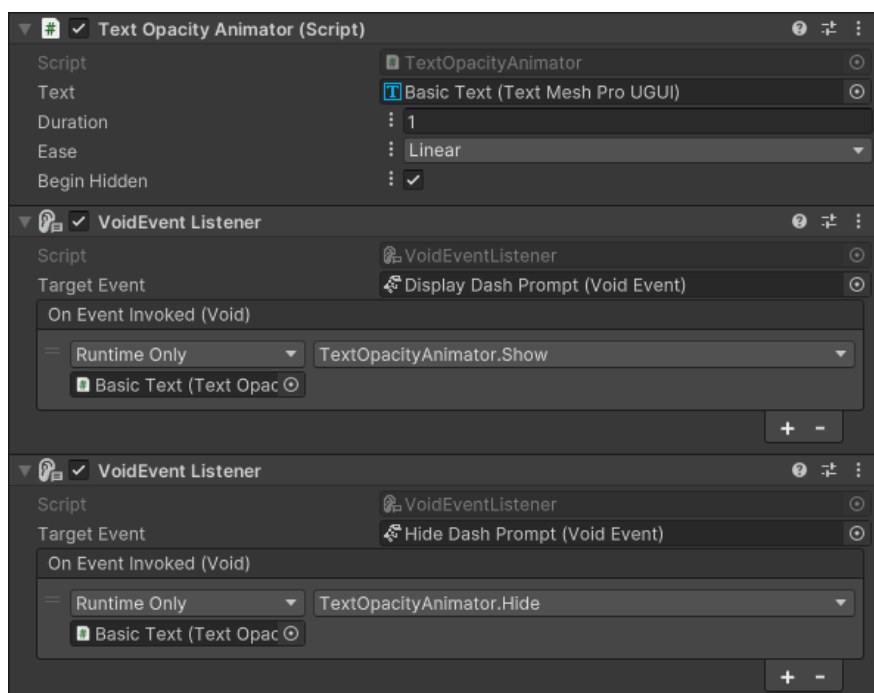 Text Opacity Animator (Script)
Script TextOpacityAnimator
Text Basic Text (Text Mesh Pro UGUI)
Duration 1
Ease Linear
Begin Hidden
VoidEvent Listener
Script VoidEventListener
Target Event Display Dash Prompt (Void Event)
On Event Invoked (Void)
Runtime Only TextOpacityAnimator.Show
Basic Text (Text Opac
+ -
VoidEvent Listener
Script VoidEventListener
Target Event Hide Dash Prompt (Void Event)
On Event Invoked (Void)
Runtime Only TextOpacityAnimator.Hide
Basic Text (Text Opac
+ -